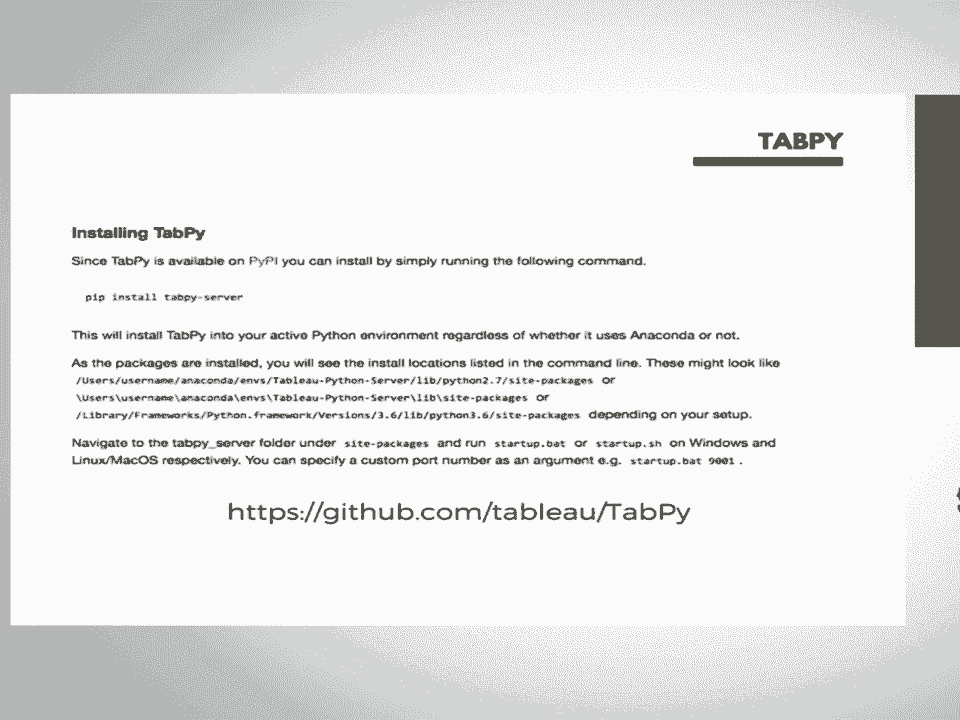 TABPY
Installing TabPy
Since TabPy is available on PyPI you can install by simply running the following command.
pip install tabpy-server
This will install TabPy into your active Python environment regardless of whether it uses Anaconda or not.
As the packages are installed, you will see the install locations listed in the command line. These might look like
/Users/username/anaconda/envs/Tableau-Python-Server/lib/python2.7/site-packages or
\Users\username\anaconda\envs\Tableau-Python-Server\lib\site-packages or
/Library/Frameworks/Python.framework/Versions/3.6/lib/python3.6/site-packages depending on your setup.
Navigate to the tabpy_server folder under site-packages and run startup.bat or startup.sh on Windows and
Linux/MacOS respectively. You can specify a custom port number as an argument e.g. startup.bat 9001 .
https://github.com/tableau/TabPy